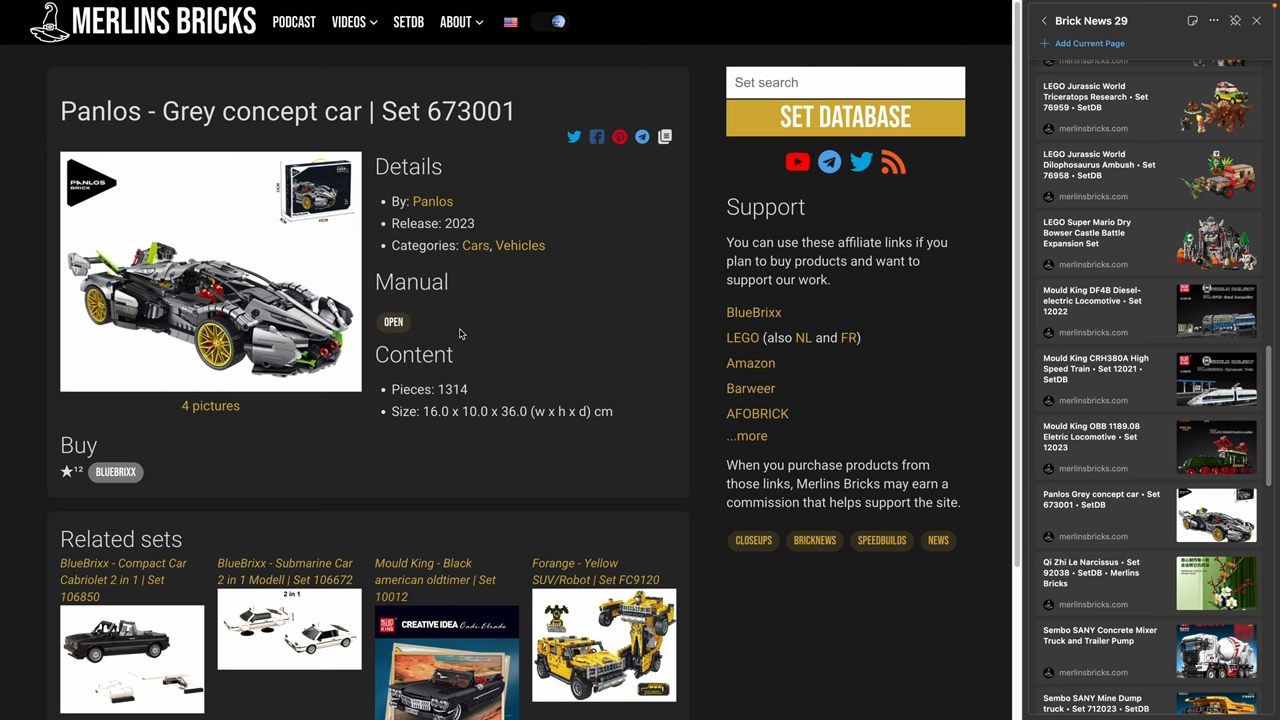 MERLINS BRICKS
PODCAST
VIDEOS
SETDB
ABOUT
Panlos - Grey concept car | Set 673001
PANLOS
BRICK
4 pictures
Details
By: Panlos
Release: 2023
Categories: Cars, Vehicles
Manual
OPEN
Content
Pieces: 1314
Size: 16.0 x 10.0 x 36.0 (w x h x d) cm
Buy
★12 BLUEBRIXX
Related sets
BlueBrixx - Compact Car
Cabriolet 2 in 1 | Set
106850
BlueBrixx - Submarine Car
2 in 1 Modell | Set 106672
2 in 1
Mould King - Black
american oldtimer | Set
10012
CREATIVE IDEA
Forange - Yellow
SUV/Robot | Set FC9120
Set search
SET DATABASE
Support
You can use these affiliate links if you
plan to buy products and want to
support our work.
BlueBrixx
LEGO (also NL and FR)
Amazon
Barweer
AFOBRICK
...more
When you purchase products from
those links, Merlins Bricks may earn a
commission that helps support the site.
CLOSEUPS
BRICKNEWS
SPEEDBUILDS
NEWS
Brick News 29
Add Current Page
merlinsbricks.com
LEGO Jurassic World
Triceratops Research • Set
76959 • SetDB
merlinsbricks.com
LEGO Jurassic World
Dilophosaurus Ambush • Set
76958 • SetDB
merlinsbricks.com
LEGO Super Mario Dry
Bowser Castle Battle
Expansion Set
merlinsbricks.com
Mould King DF4B Diesel-
electric Locomotive • Set
12022
merlinsbricks.com
Mould King CRH380A High
Speed Train • Set 12021 •
SetDB
merlinsbricks.com
Mould King OBB 1189.08
Eletric Locomotive • Set
12023
merlinsbricks.com
Panlos Grey concept car • Set
673001 • SetDB
merlinsbricks.com
Qi Zhi Le Narcissus • Set
92038 • SetDB • Merlins
Bricks
merlinsbricks.com
Sembo SANY Concrete Mixer
Truck and Trailer Pump
merlinsbricks.com
Sembo SANY Mine Dump
truck • Set 712023 • SetDB